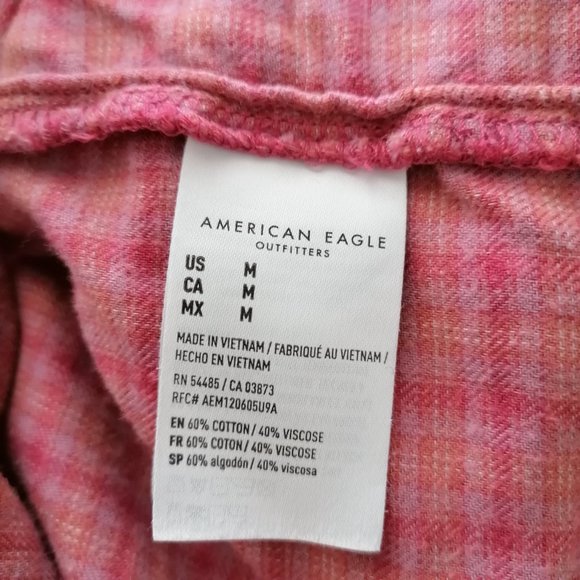 AMERICAN EAGLE
OUTFITTERS
US M
CA M
MX M
MADE IN VIETNAM / FABRIQUÉ AU VIETNAM /
HECHO EN VIETNAM
RN 54485 / CA 03873
RFC# AEM120605U9A
EN 60% COTTON / 40% VISCOSE
FR 60% COTON / 40% VISCOSE
SP 60% algodón / 40% viscosa